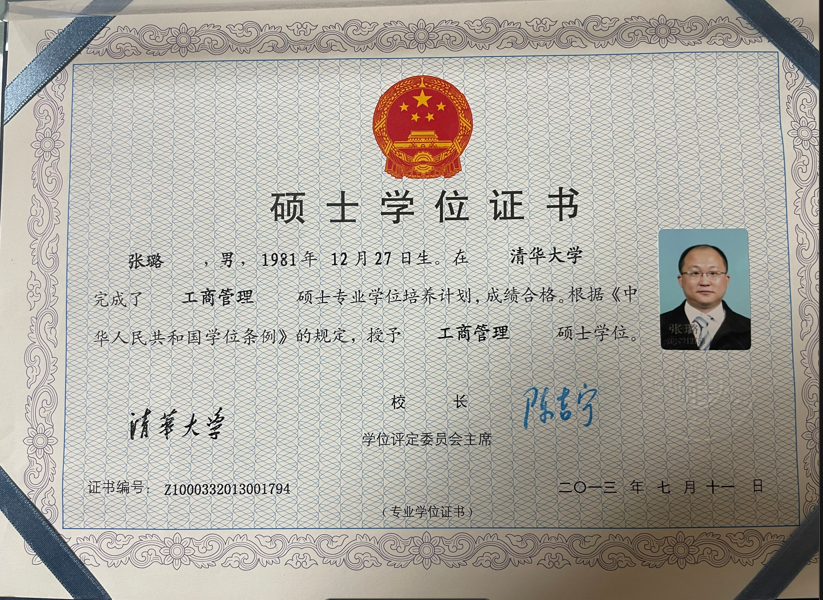 硕士学位证书
张璐 ，男，1981年 12月27日生。在 清华大学
完成了 工商管理 硕士专业学位培养计划，成绩合格。根据《中
华人民共和国学位条例》的规定，授予 工商管理 硕士学位。
清華大学
校 长
陈吉宁
学位评定委员会主席
证书编号：Z1000332013001794
二〇一三 年 七 月 十一 日
（专业学位证书）